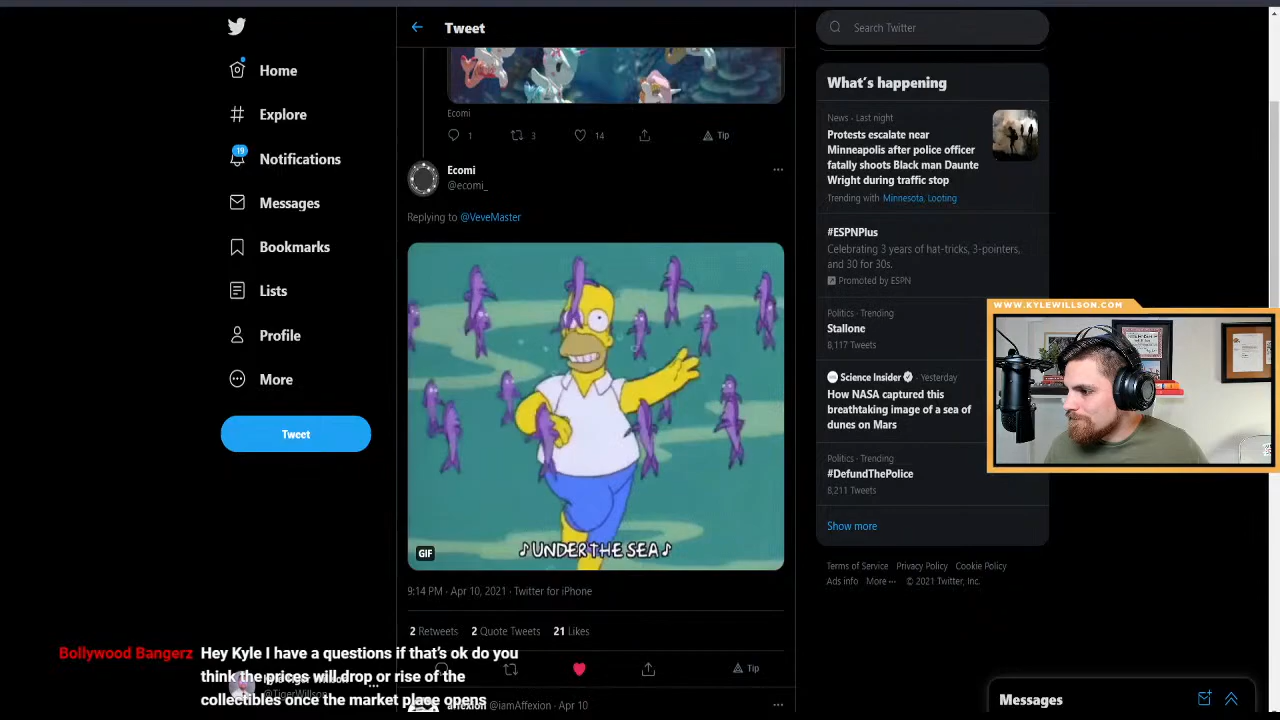 Tweet
Search Twitter
Home
Explore
19
Notifications
Messages
Bookmarks
Lists
Profile
More
Tweet
Ecomi
1
3
14
Tip
Ecomi
@ecomi_
Replying to @VeveMaster
GIF
♪UNDER THE SEA♪
9:14 PM · Apr 10, 2021 · Twitter for iPhone
2 Retweets 2 Quote Tweets 21 Likes
Tip
@iamAffexion · Apr 10
What's happening
News · Last night
Protests escalate near
Minneapolis after police officer
fatally shoots Black man Daunte
Wright during traffic stop
Trending with Minnesota, Looting
#ESPNPlus
Celebrating 3 years of hat-tricks, 3-pointers,
and 30 for 30s.
Promoted by ESPN
Politics · Trending
Stallone
8,117 Tweets
Science Insider · Yesterday
How NASA captured this
breathtaking image of a sea of
dunes on Mars
Politics · Trending
#DefundThePolice
8,211 Tweets
Show more
Terms of Service Privacy Policy Cookie Policy
Ads info More ··· © 2021 Twitter, Inc.
WWW.KYLEWILLSON.COM
Messages
Bollywood Bangerz Hey Kyle I have a questions if that's ok do you
think the prices will drop or rise of the
collectibles once the market place opens